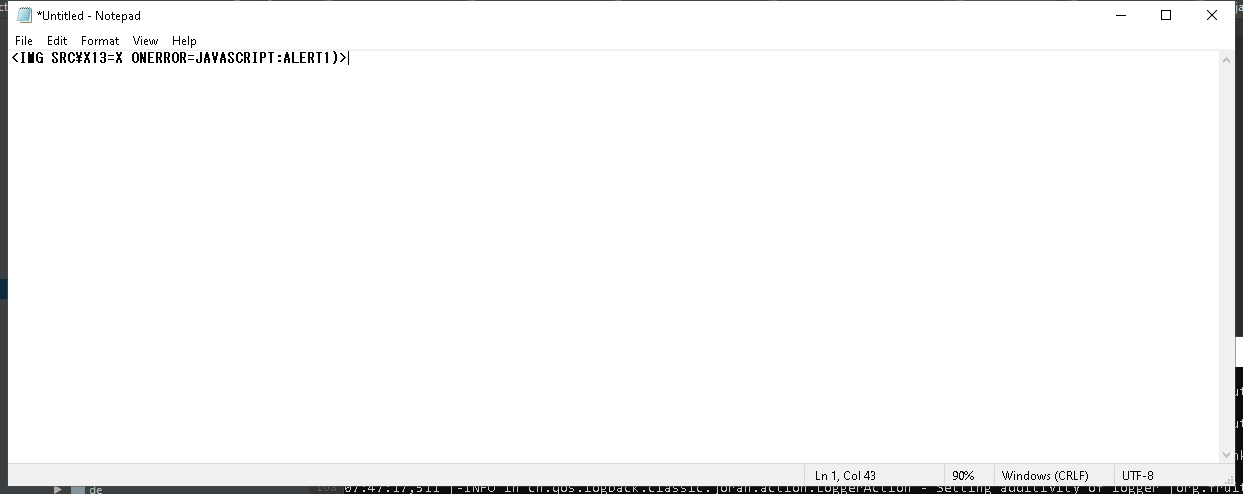 *Untitled - Notepad
File Edit Format View Help
<IMG SRC¥X13=X ONERROR=JAVASCRIPT:ALERT1)>
Ln 1, Col 43 90% Windows (CRLF) UTF-8
de
07:47:17,511 |-INFO in ch.qos.logback.classic.joran.action.LoggerAction - Setting additivity of logger